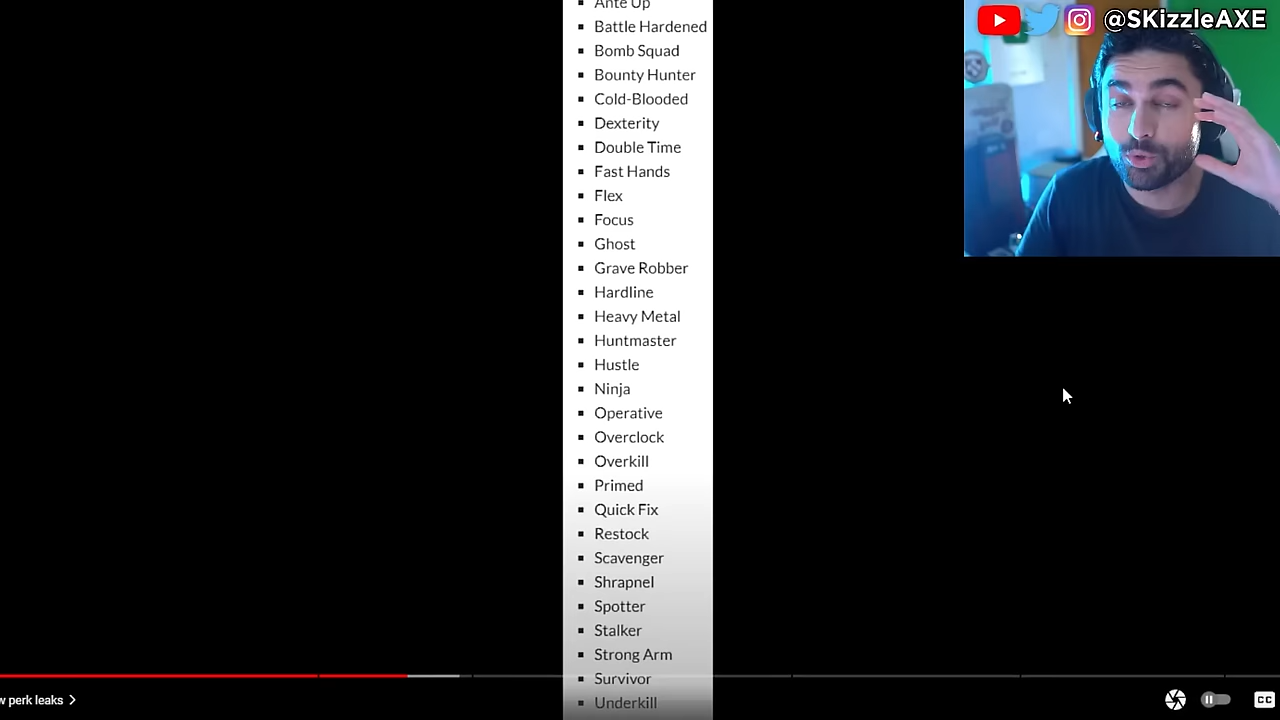 @SKizzleAXE
Ante Up
Battle Hardened
Bomb Squad
Bounty Hunter
Cold-Blooded
Dexterity
Double Time
Fast Hands
Flex
Focus
Ghost
Grave Robber
Hardline
Heavy Metal
Huntmaster
Hustle
Ninja
Operative
Overclock
Overkill
Primed
Quick Fix
Restock
Scavenger
Shrapnel
Spotter
Stalker
Strong Arm
Survivor
Underkill
w perk leaks
CC